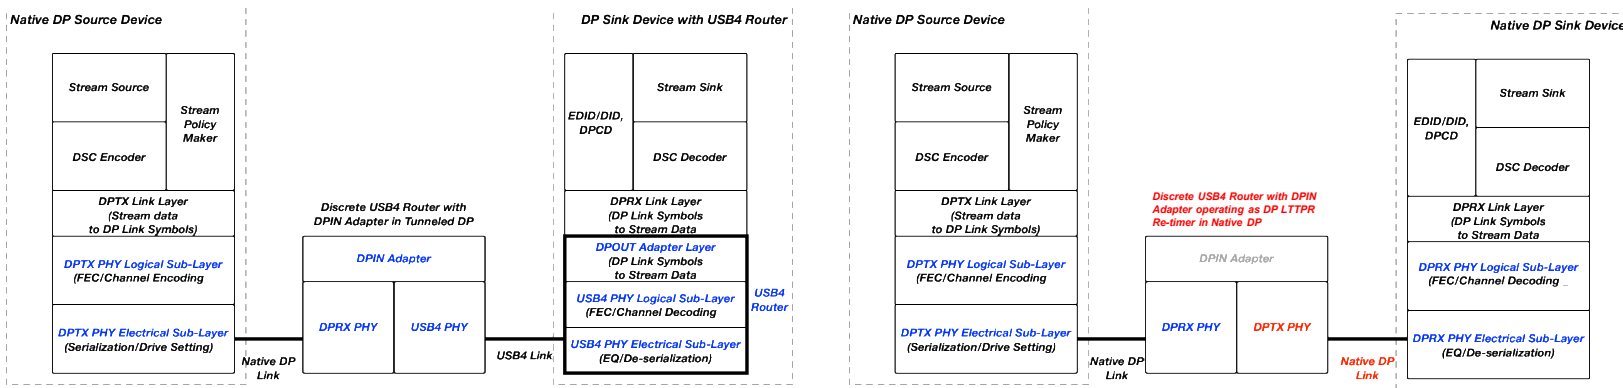 Native DP Source Device
Stream Source
Stream
Policy
Maker
DSC Encoder
DPTX Link Layer
(Stream data
to DP Link Symbols)
DPTX PHY Logical Sub-Layer
(FEC/Channel Encoding
DPTX PHY Electrical Sub-Layer
(Serialization/Drive Setting)
Native DP
Link
Discrete USB4 Router with
DPIN Adapter in Tunneled DP
DPIN Adapter
DPRX PHY
USB4 PHY
USB4 Link
DP Sink Device with USB4 Router
EDID/DID,
DPCD
Stream Sink
DSC Decoder
DPRX Link Layer
(DP Link Symbols
to Stream Data
DPOUT Adapter Layer
(DP Link Symbols
to Stream Data
USB4 PHY Logical Sub-Layer
(FEC/Channel Decoding
USB4 PHY Electrical Sub-Layer
(EQ/De-serialization)
USB4
Router
Native DP Source Device
Stream Source
Stream
Policy
Maker
DSC Encoder
DPTX Link Layer
(Stream data
to DP Link Symbols)
DPTX PHY Logical Sub-Layer
(FEC/Channel Encoding
DPTX PHY Electrical Sub-Layer
(Serialization/Drive Setting)
Native DP
Link
Discrete USB4 Router with DPIN
Adapter operating as DP LTTPR
Re-timer in Native DP
DPIN Adapter
DPRX PHY
DPTX PHY
Native DP
Link
Native DP Sink Device
EDID/DID,
DPCD
Stream Sink
DSC Decoder
DPRX Link Layer
(DP Link Symbols
to Stream Data
DPRX PHY Logical Sub-Layer
(FEC/Channel Decoding _
DPRX PHY Electrical Sub-Layer
(EQ/De-serialization)